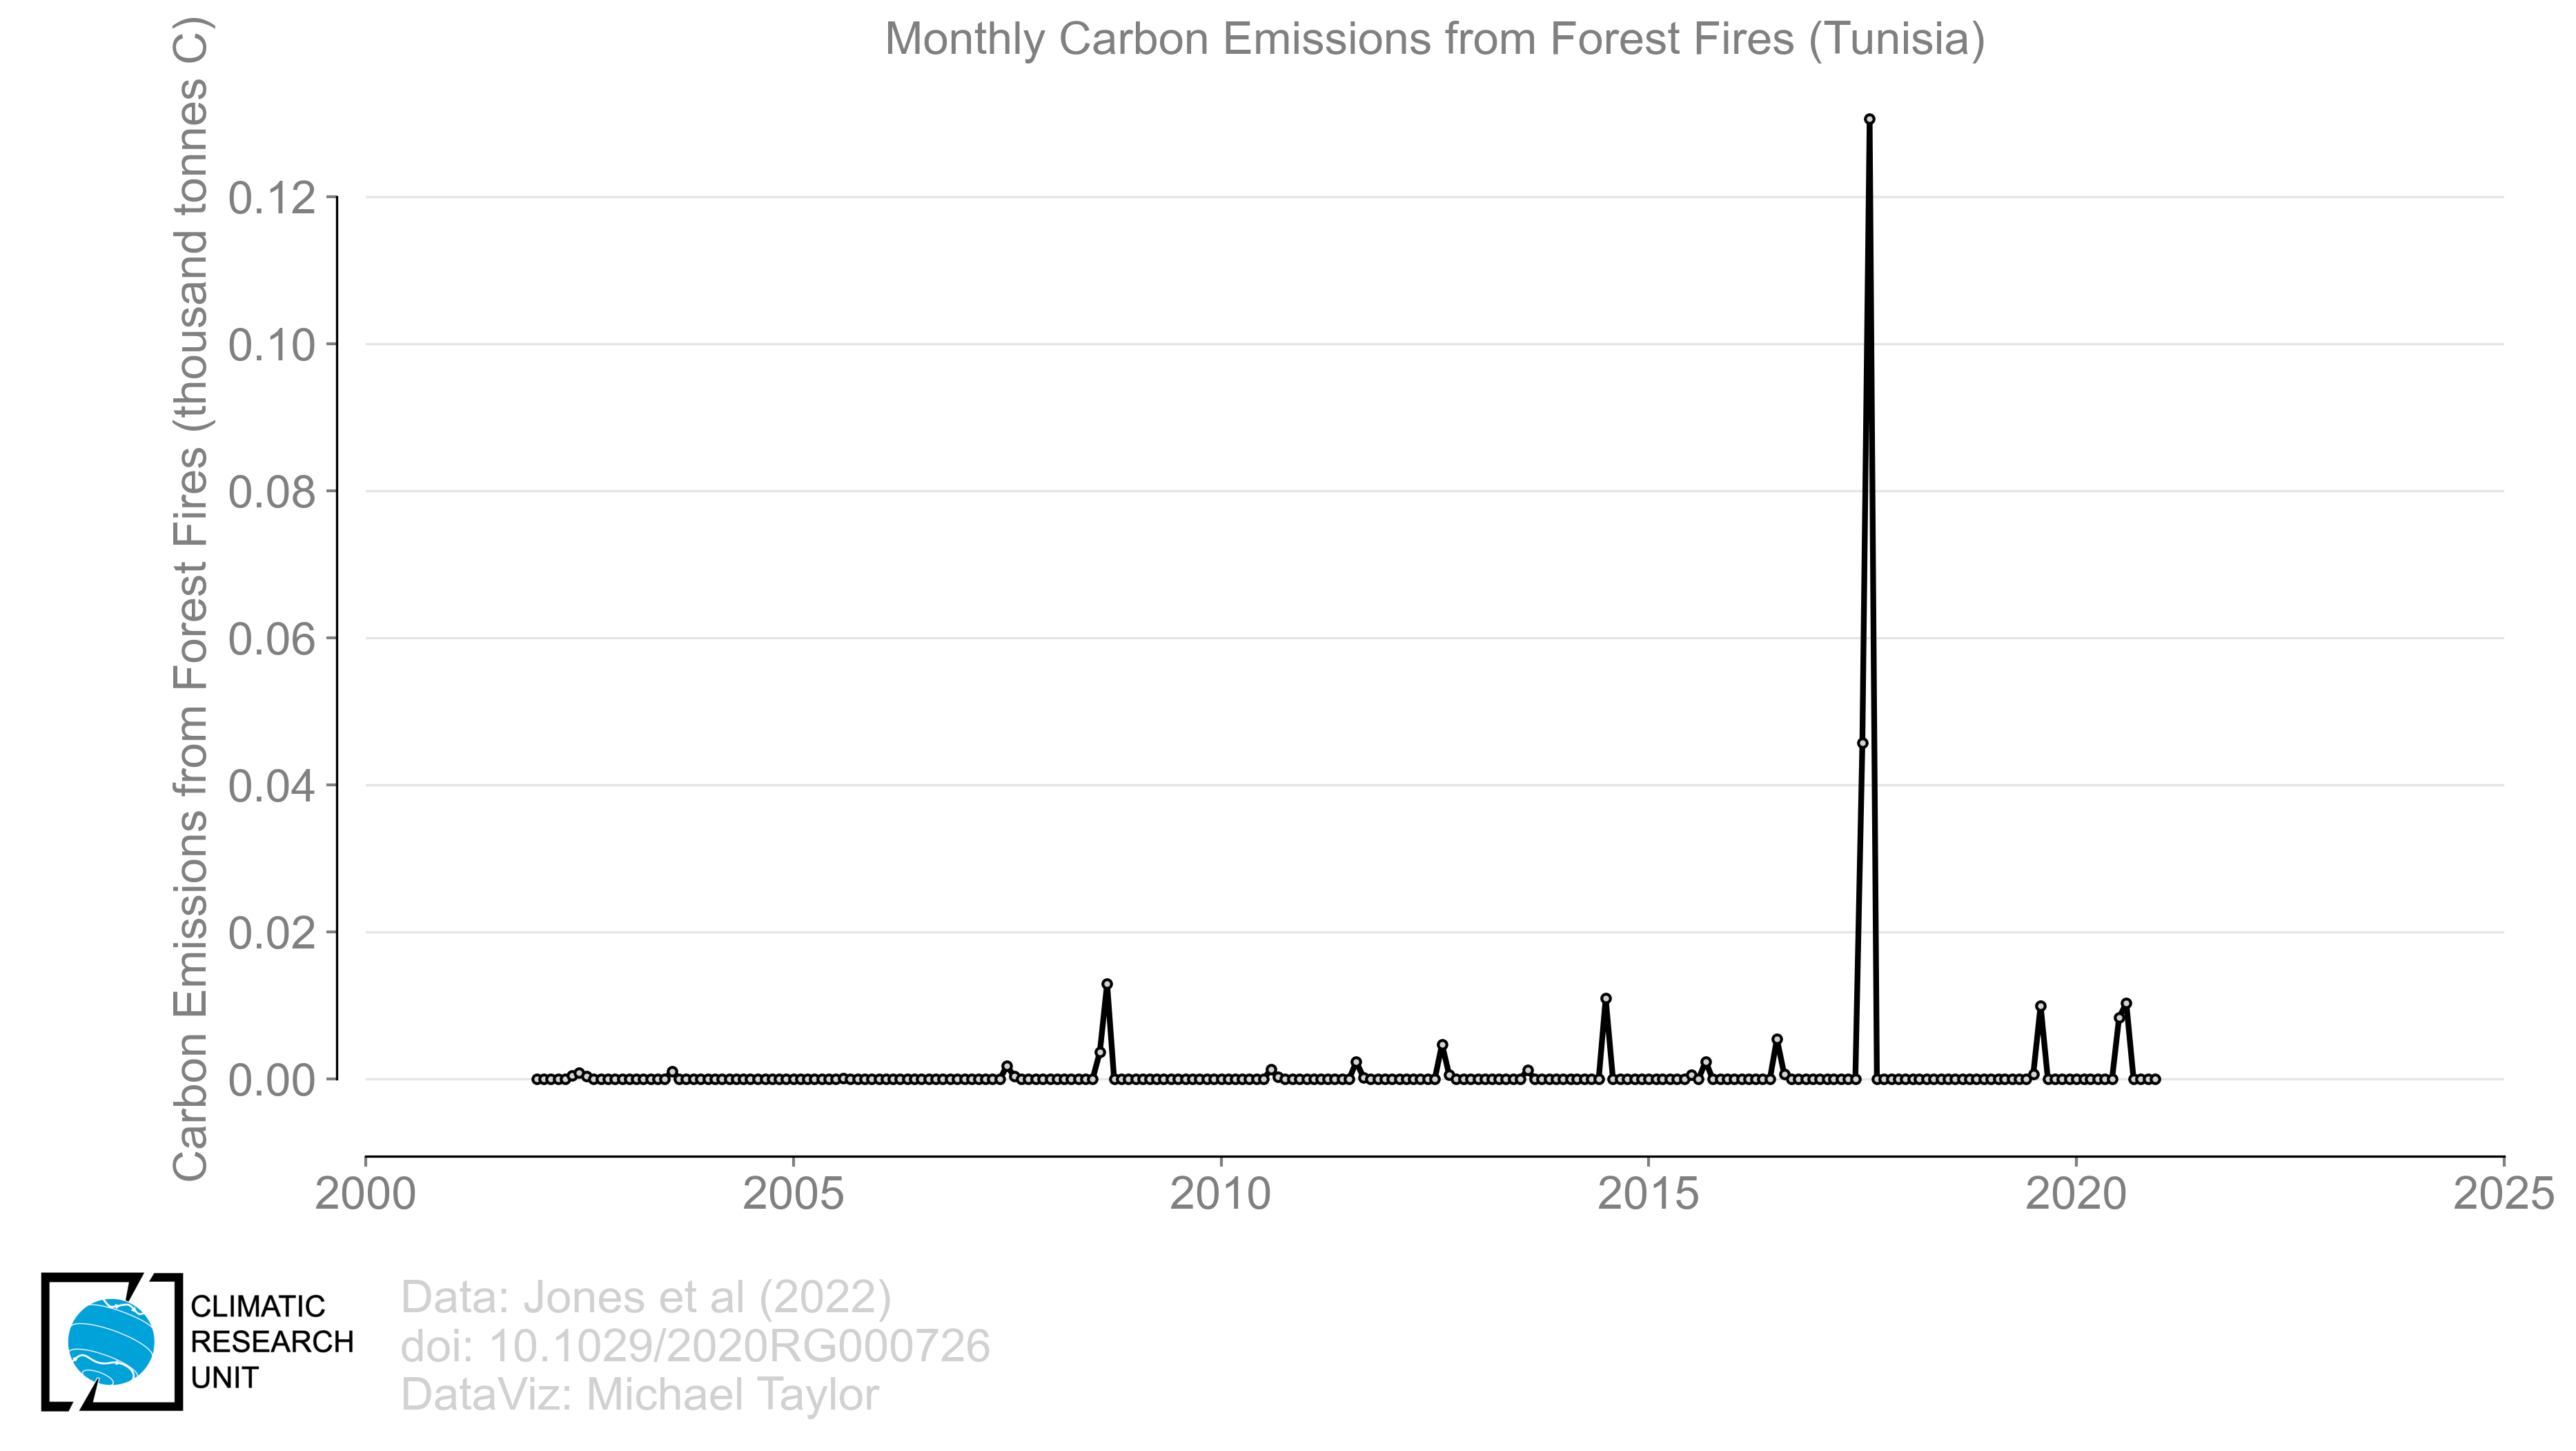 Monthly Carbon Emissions from Forest Fires (Tunisia)
Carbon Emissions from Forest Fires (thousand tonnes C)
0.12
0.10
0.08
0.06
0.04
0.02
0.00
2000 2005 2010 2015 2020 2025
CLIMATIC
RESEARCH
UNIT
Data: Jones et al (2022)
doi: 10.1029/2020RG000726
DataViz: Michael Taylor